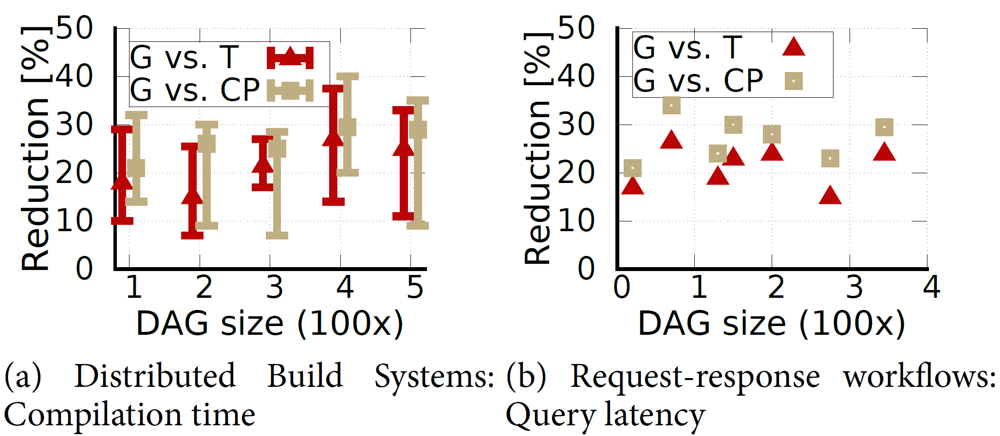 Reduction [%]
50
40
30
20
10
0
G vs. T
G vs. CP
1 2 3 4 5
DAG size (100x)
(a) Distributed Build Systems:
Compilation time
Reduction [%]
50
40
30
20
10
0
G vs. T
G vs. CP
0 1 2 3 4
DAG size (100x)
(b) Request-response workflows:
Query latency